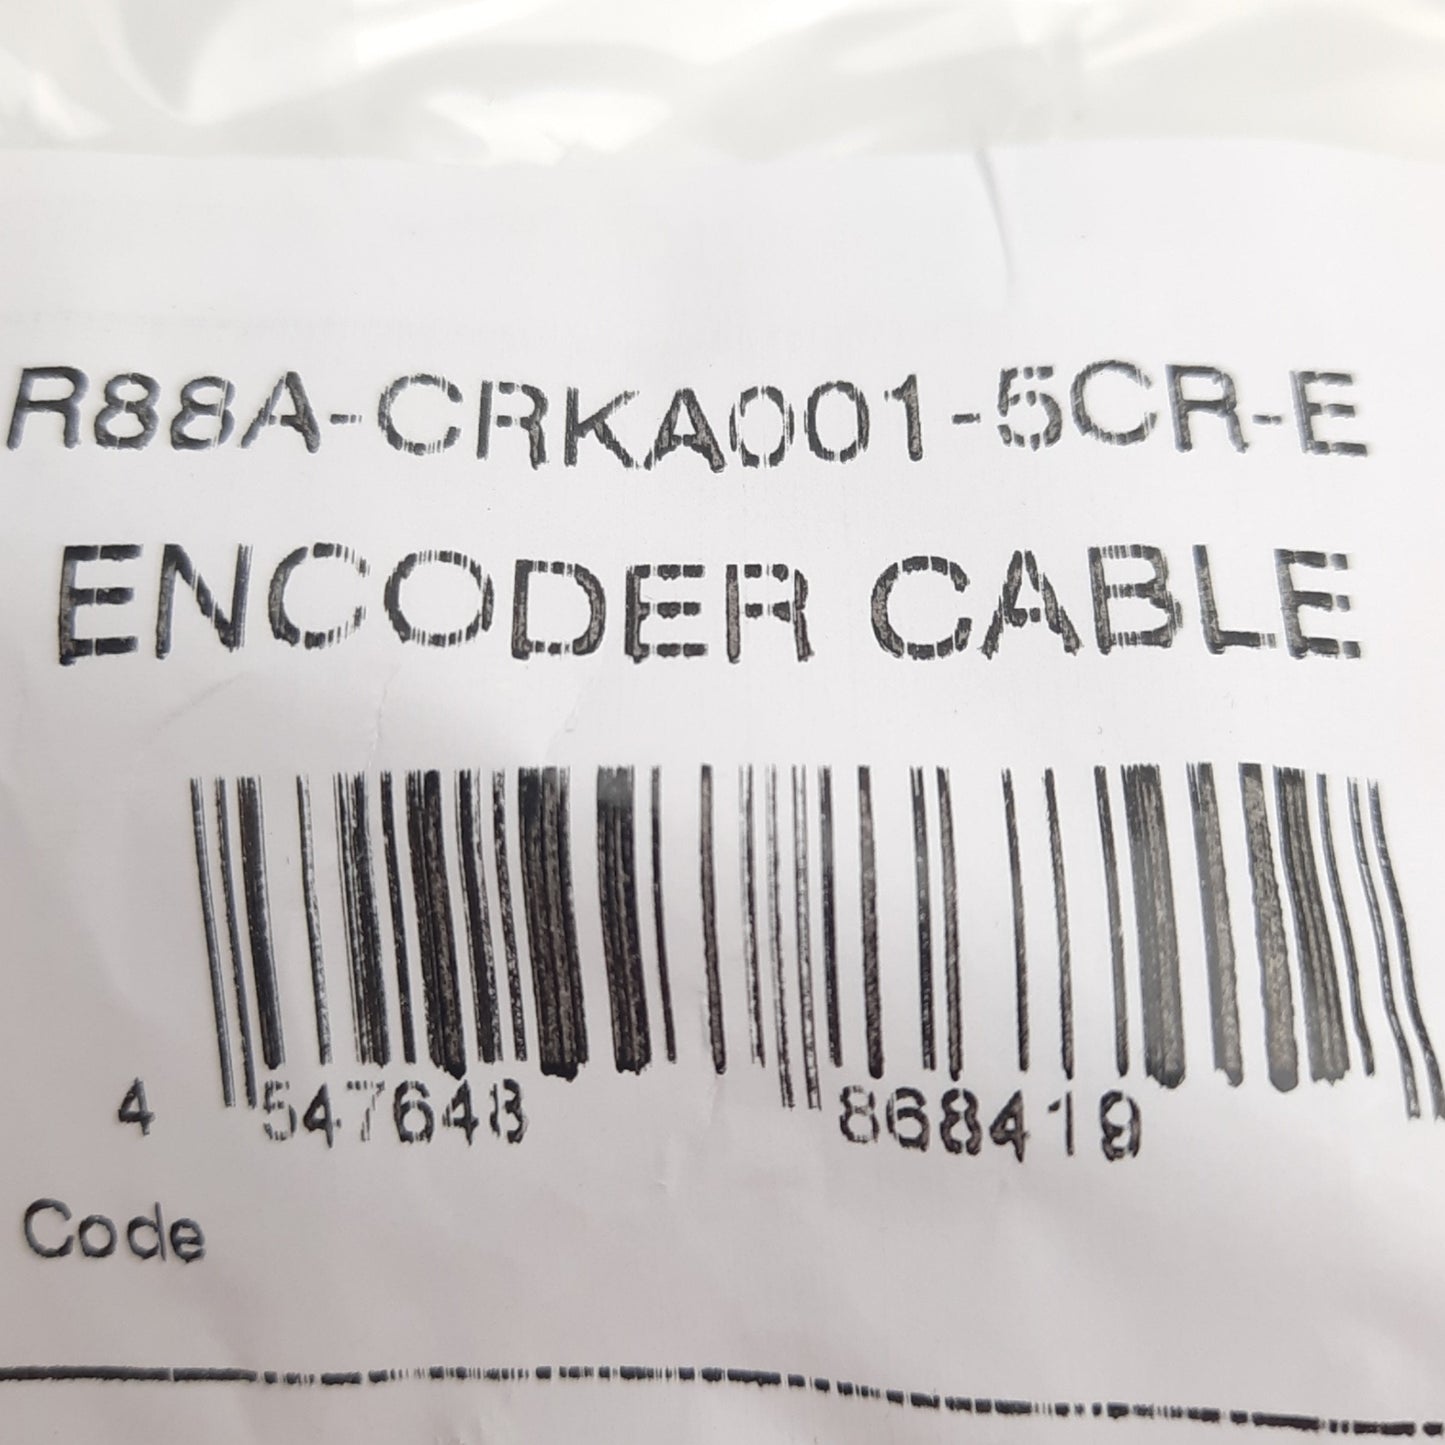 R88A-CRKA001-5CR-E
ENCODER CABLE
4 547648 868419
Code